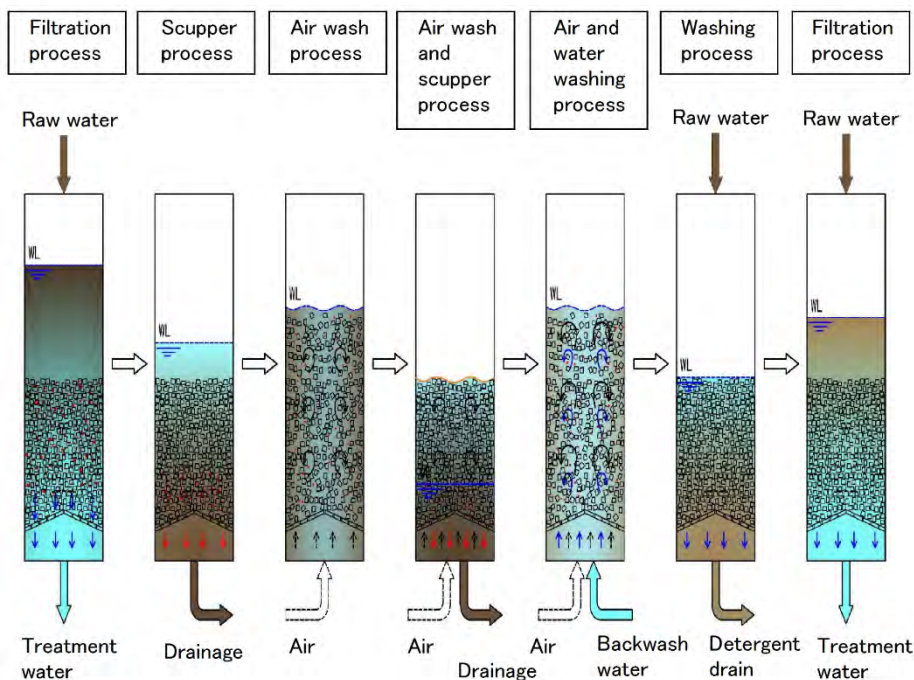 Filtration
process
Scupper
process
Air wash
process
Air wash
and
scupper
process
Air and
water
washing
process
Washing
process
Filtration
process
Raw water
Raw water
Raw water
WL
WL
WL
WL
WL
Treatment
water
Drainage
Air
Air
Drainage
Air
Backwash
water
Detergent
drain
Treatment
water